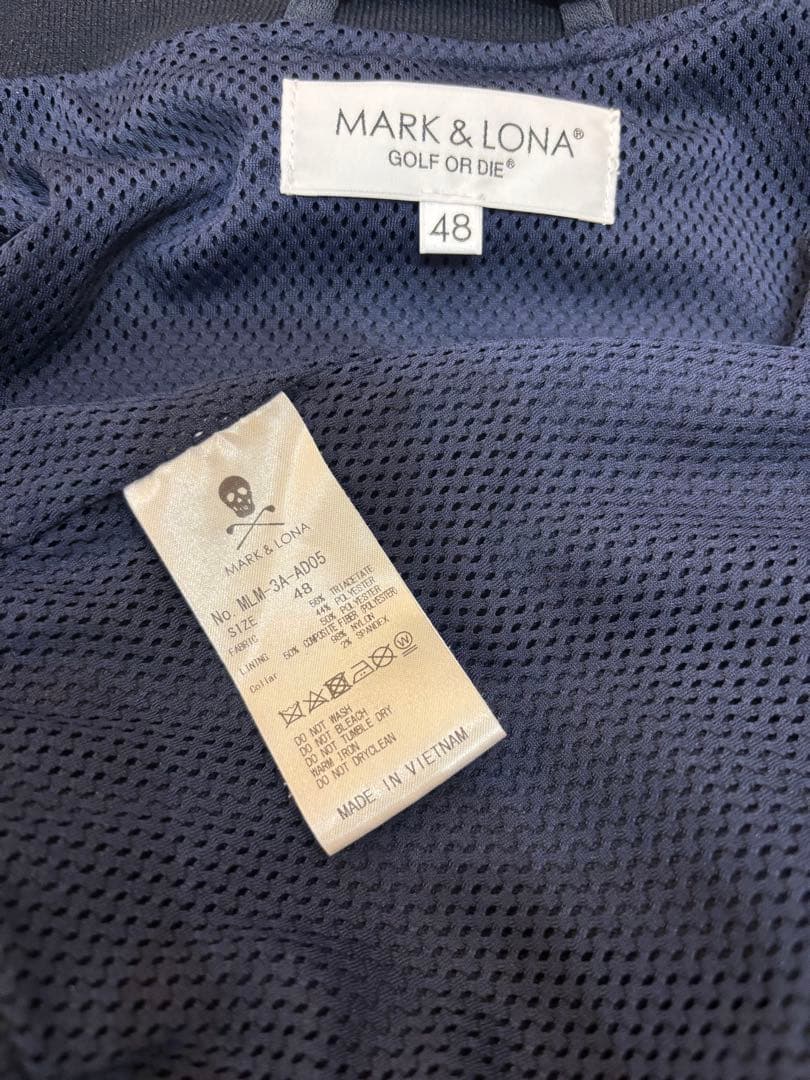 MARK & LONA®
GOLF OR DIE®
48
MARK & LONA
No. MLM-3A-AD05
SIZE 48
FABRIC 56% TRIACETATE
44% POLYESTER
LINING 50% POLYESTER
50% COMPOSITE FIBER (POLYESTER)
Collar 98% NYLON
2% SPANDEX
W
DO NOT WASH
DO NOT BLEACH
DO NOT TUMBLE DRY
WARM IRON
DO NOT DRYCLEAN
MADE IN VIETNAM